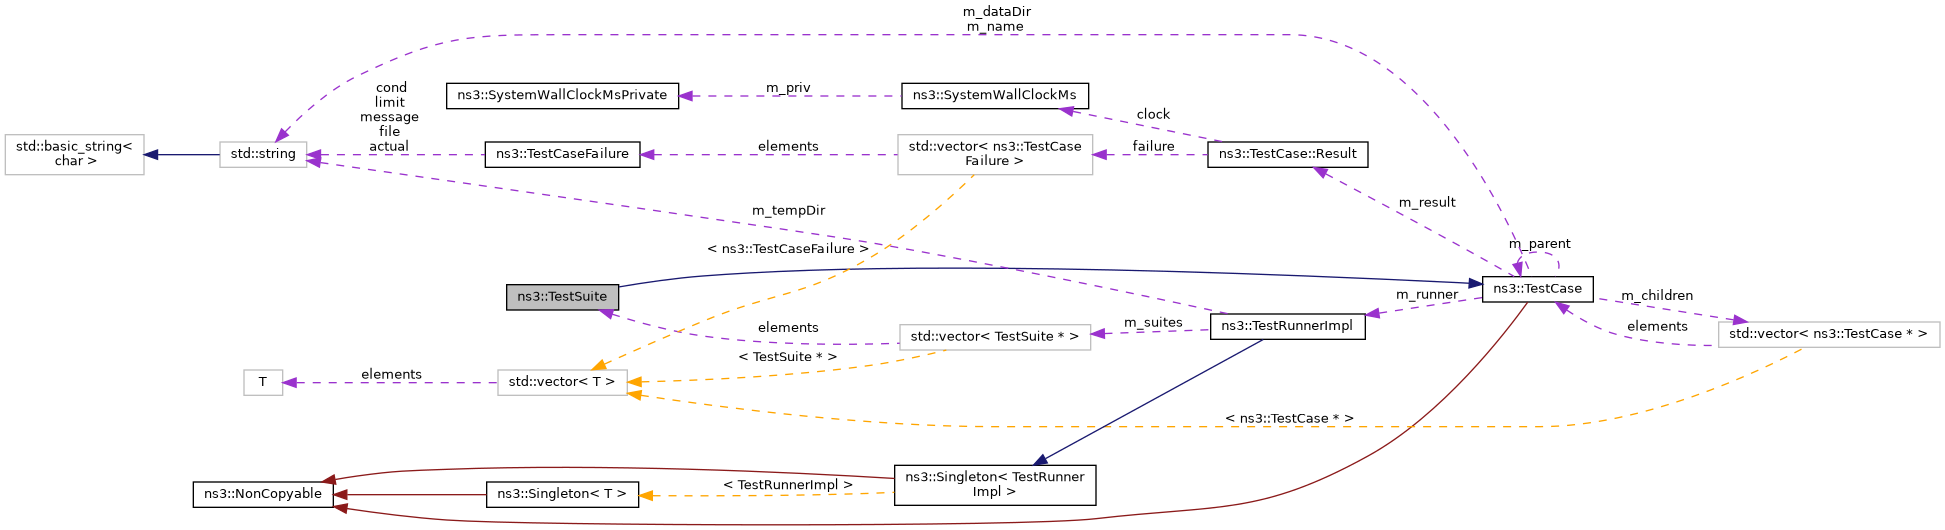 m_dataDir
m_name
cond
limit
message
file
actual
ns3::SystemWallClockMsPrivate
m_priv
ns3::SystemWallClockMs
clock
std::basic_string<
char >
std::string
ns3::TestCaseFailure
elements
std::vector< ns3::TestCase
Failure >
failure
ns3::TestCase::Result
m_tempDir
m_result
< ns3::TestCaseFailure >
m_parent
ns3::TestSuite
ns3::TestCase
m_runner
m_children
elements
m_suites
ns3::TestRunnerImpl
elements
std::vector< TestSuite * >
std::vector< ns3::TestCase * >
< TestSuite * >
T
elements
std::vector< T >
< ns3::TestCase * >
ns3::NonCopyable
ns3::Singleton< T >
< TestRunnerImpl >
ns3::Singleton< TestRunner
Impl >